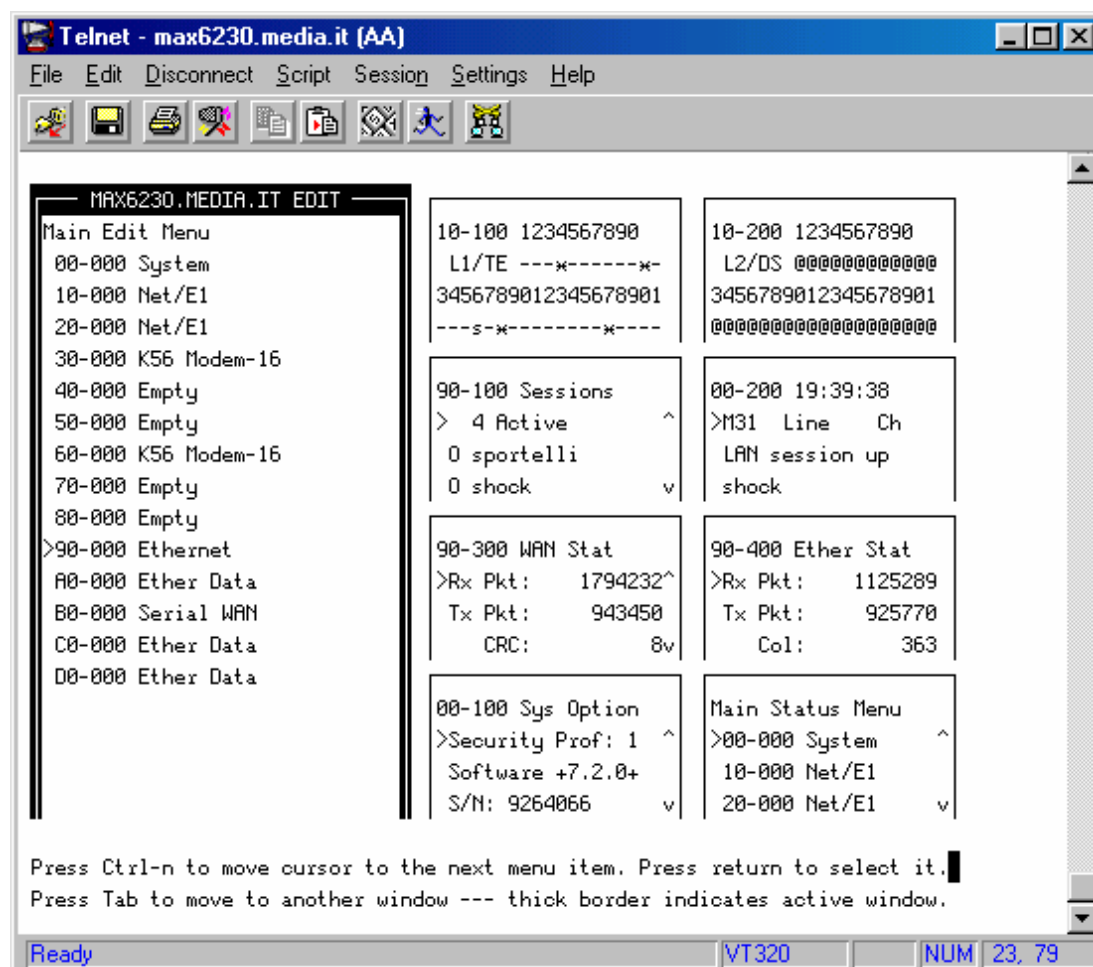 Telnet - max6230.media.it (AA)
File Edit Disconnect Script Session Settings Help
MAX6230.MEDIA.IT EDIT
Main Edit Menu
00-000 System
10-000 Net/E1
20-000 Net/E1
30-000 K56 Modem-16
40-000 Empty
50-000 Empty
60-000 K56 Modem-16
70-000 Empty
80-000 Empty
>90-000 Ethernet
A0-000 Ether Data
B0-000 Serial WAN
C0-000 Ether Data
D0-000 Ether Data
10-100 1234567890
L1/TE ---*------*-
3456789012345678901
---s-*--------*----
10-200 1234567890
L2/DS @@@@@@@@@@@@
3456789012345678901
@@@@@@@@@@@@@@@@@@@
90-100 Sessions
> 4 Active ^
O sportelli
O shock v
00-200 19:39:38
>M31 Line Ch
LAN session up
shock
90-300 WAN Stat
>Rx Pkt: 1794232^
Tx Pkt: 943450
CRC: 8v
90-400 Ether Stat
>Rx Pkt: 1125289
Tx Pkt: 925770
Col: 363
00-100 Sys Option
>Security Prof: 1 ^
Software +7.2.0+
S/N: 9264066 v
Main Status Menu
>00-000 System ^
10-000 Net/E1
20-000 Net/E1 v
Press Ctrl-n to move cursor to the next menu item. Press return to select it.
Press Tab to move to another window --- thick border indicates active window.
Ready VT320 NUM 23, 79